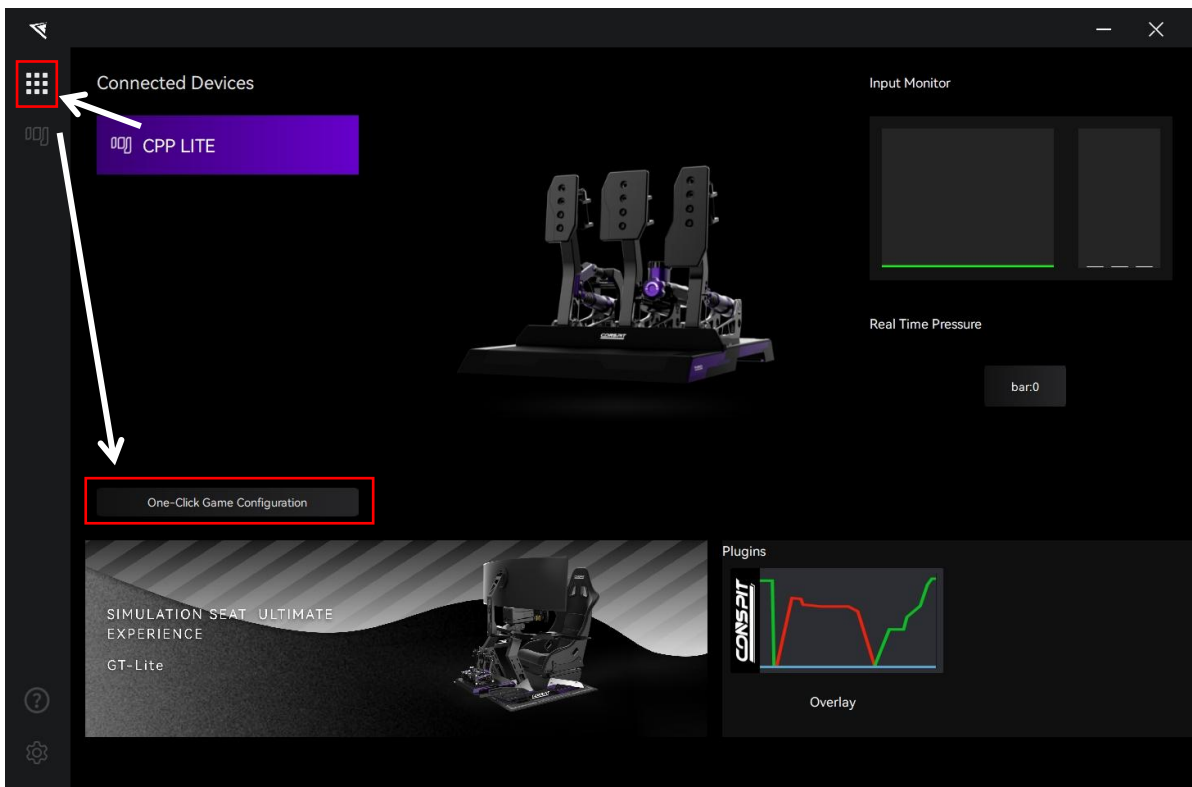 Connected Devices
CPP LITE
Input Monitor
CONSPIT
Real Time Pressure
bar:0
One-Click Game Configuration
SIMULATION SEAT ULTIMATE
EXPERIENCE
GT-Lite
Plugins
CONSPIT
Overlay